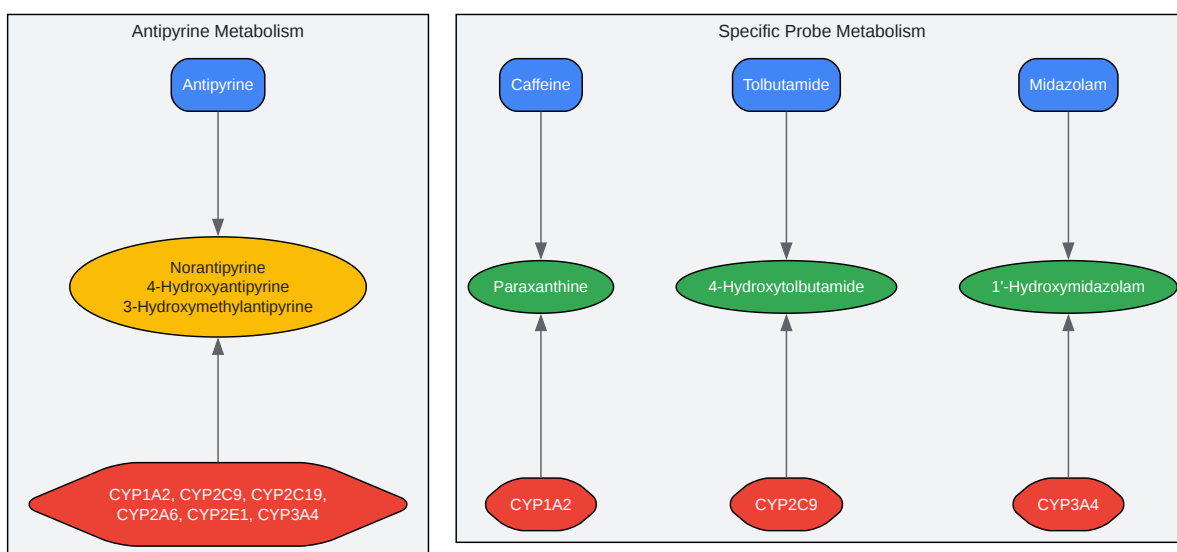 Antipyrine Metabolism
Antipyrine
Norantipyrine
4-Hydroxyantipyrine
3-Hydroxymethylantipyrine
CYP1A2, CYP2C9, CYP2C19,
CYP2A6, CYP2E1, CYP3A4
Specific Probe Metabolism
Caffeine
Tolbutamide
Midazolam
Paraxanthine
4-Hydroxytolbutamide
1'-Hydroxymidazolam
CYP1A2
CYP2C9
CYP3A4